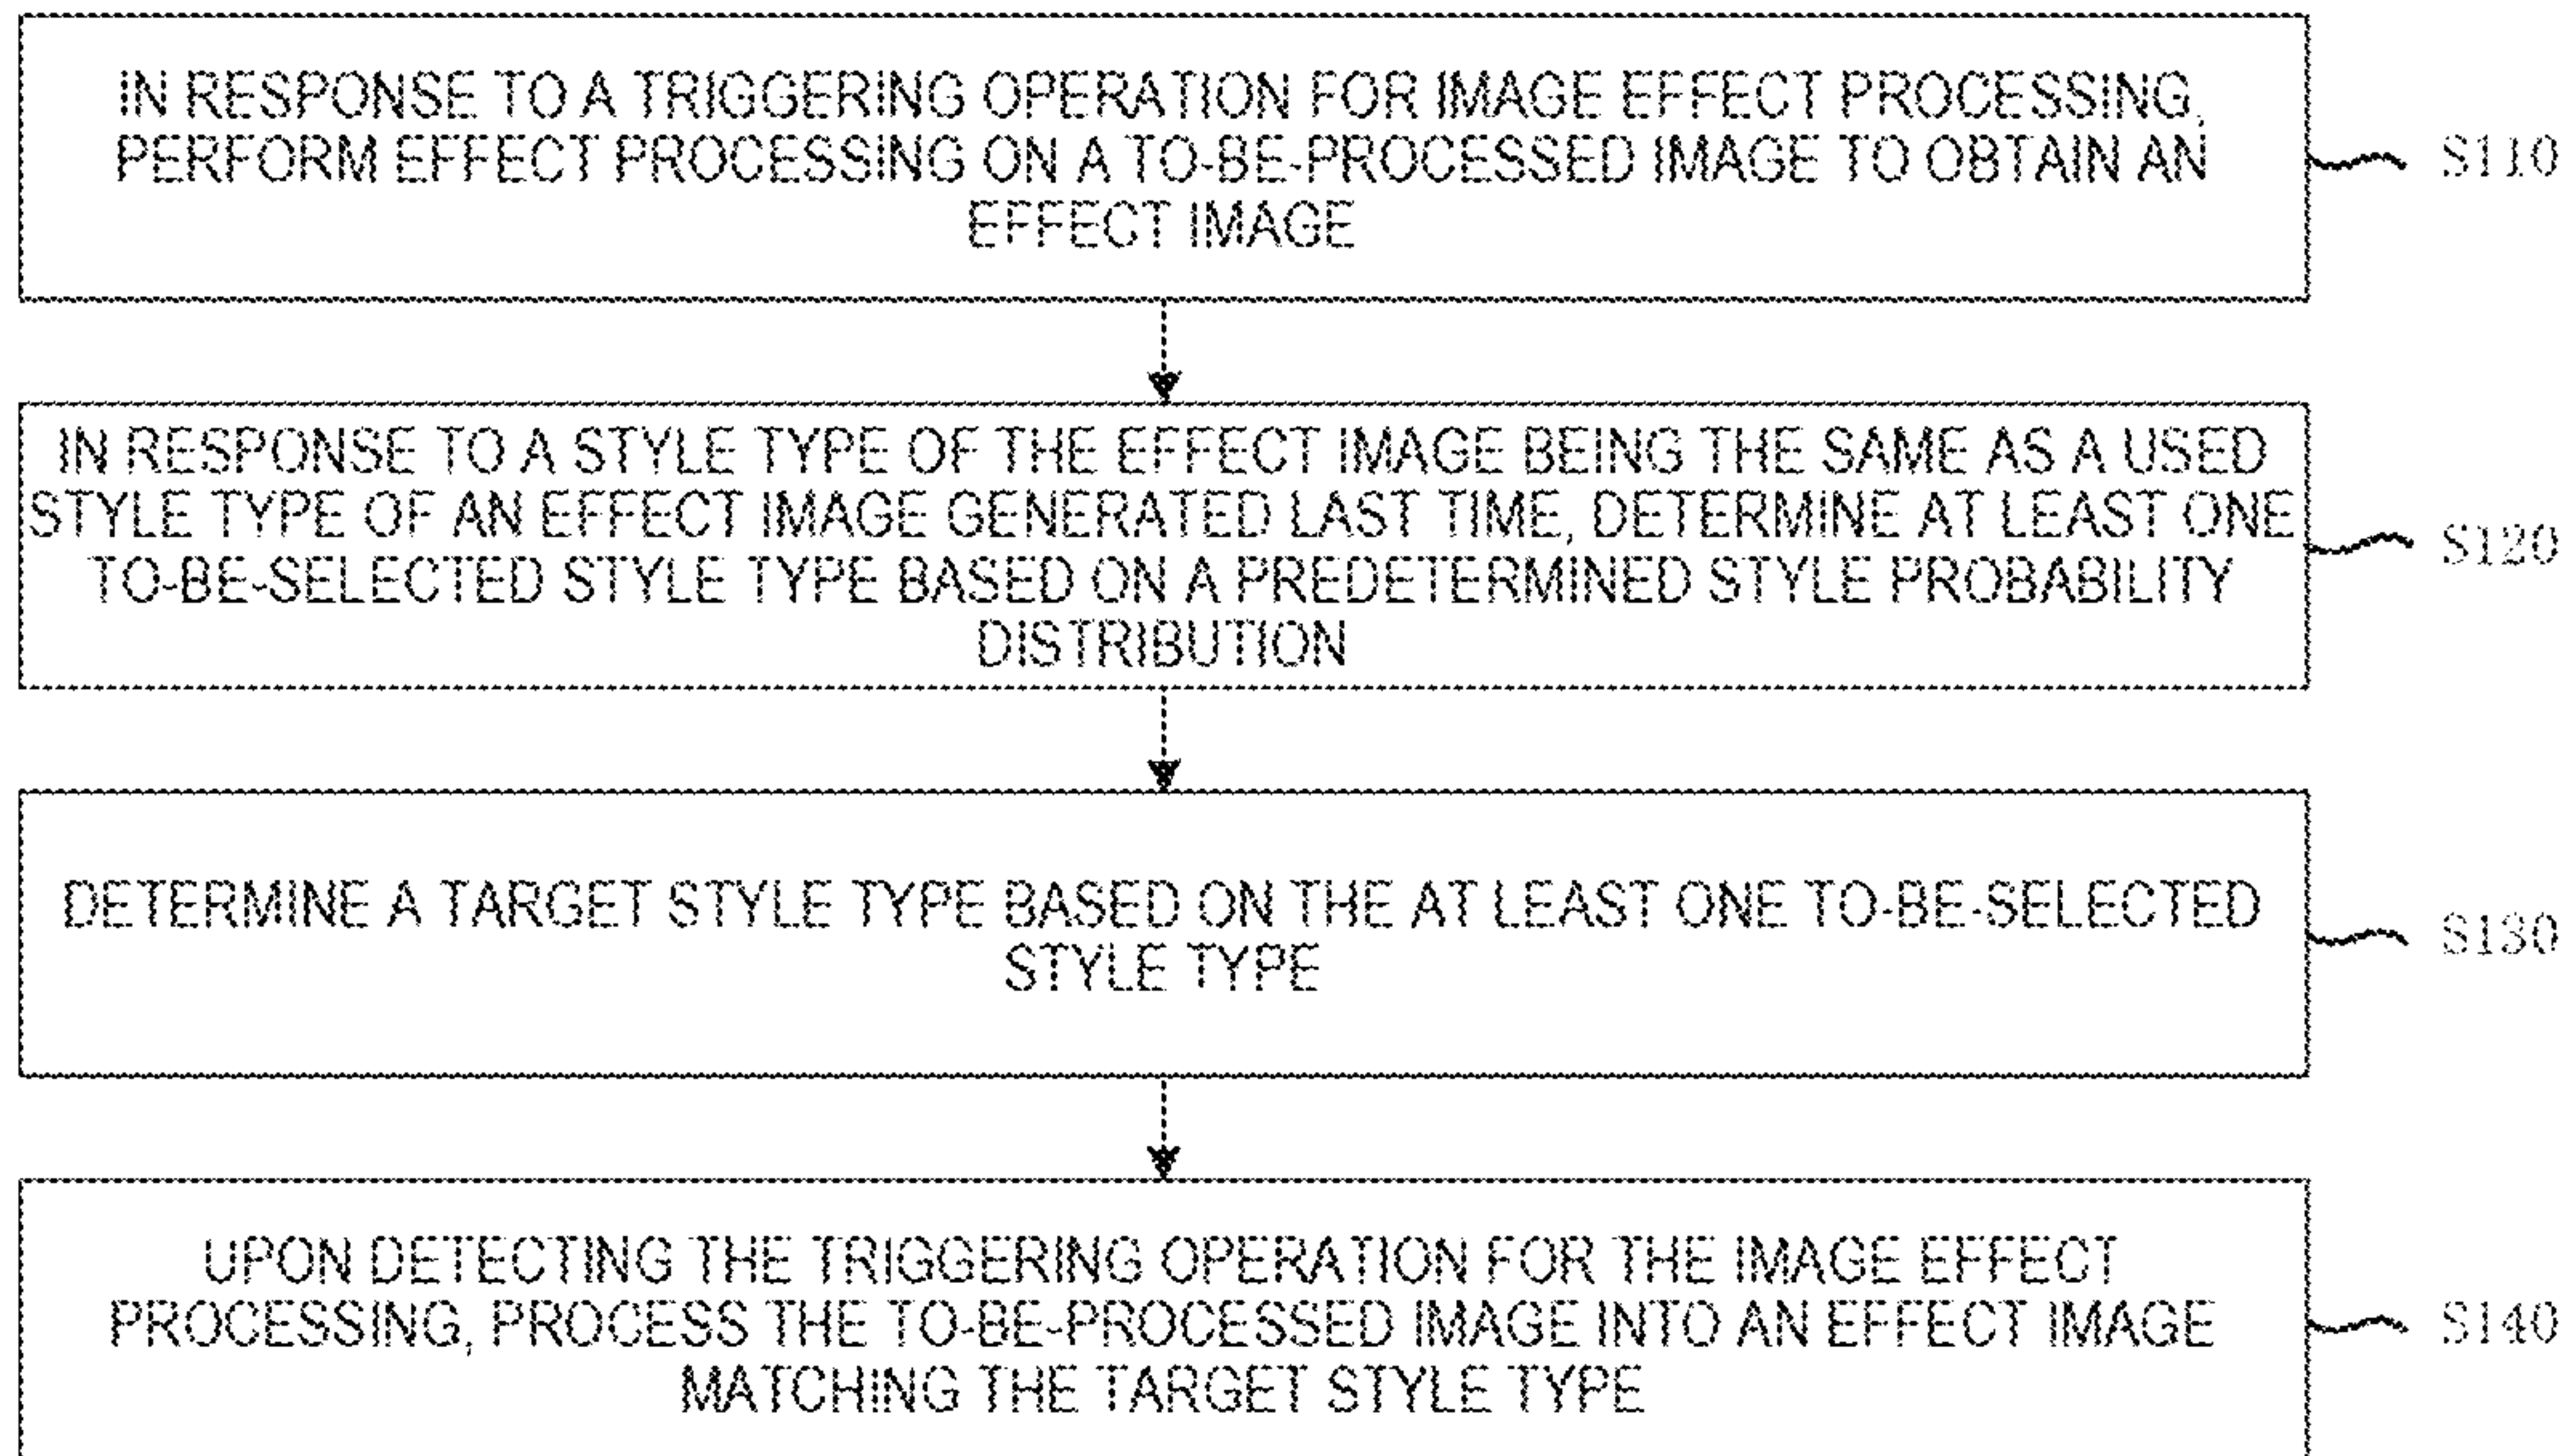 IN RESPONSE TO A TRIGGERING OPERATION FOR IMAGE EFFECT PROCESSING,
PERFORM EFFECT PROCESSING ON A TO-BE-PROCESSED IMAGE TO OBTAIN AN
EFFECT IMAGE
S110
IN RESPONSE TO A STYLE TYPE OF THE EFFECT IMAGE BEING THE SAME AS A USED
STYLE TYPE OF AN EFFECT IMAGE GENERATED LAST TIME, DETERMINE AT LEAST ONE
TO-BE-SELECTED STYLE TYPE BASED ON A PREDETERMINED STYLE PROBABILITY
DISTRIBUTION
S120
DETERMINE A TARGET STYLE TYPE BASED ON THE AT LEAST ONE TO-BE-SELECTED
STYLE TYPE
S130
UPON DETECTING THE TRIGGERING OPERATION FOR THE IMAGE EFFECT
PROCESSING, PROCESS THE TO-BE-PROCESSED IMAGE INTO AN EFFECT IMAGE
MATCHING THE TARGET STYLE TYPE
S140